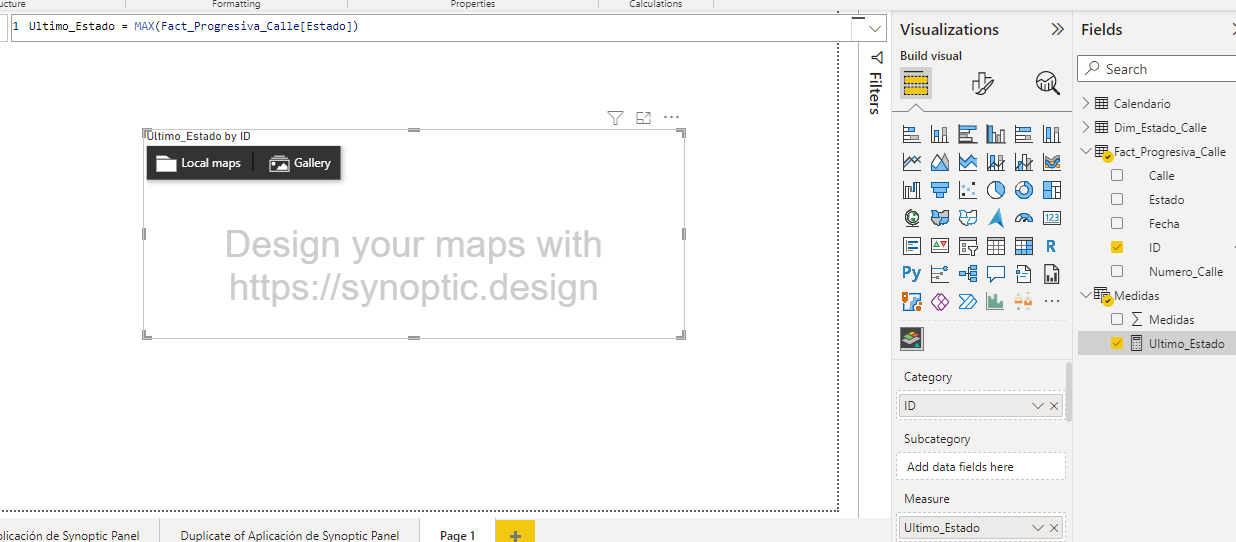 ructure Formatting Properties Calculations
1 Ultimo_Estado = MAX(Fact_Progresiva_Calle[Estado])
Filters
Ultimo_Estado by ID
Local maps Gallery
Design your maps with
https://synoptic.design
Visualizations
Build visual
123
R
Py
Category
ID
Subcategory
Add data fields here
Measure
Ultimo_Estado
Fields
Search
Calendario
Dim_Estado_Calle
Fact_Progresiva_Calle
Calle
Estado
Fecha
ID
Numero_Calle
Medidas
Medidas
Ultimo_Estado
plicación de Synoptic Panel Duplicate of Aplicación de Synoptic Panel Page 1 +